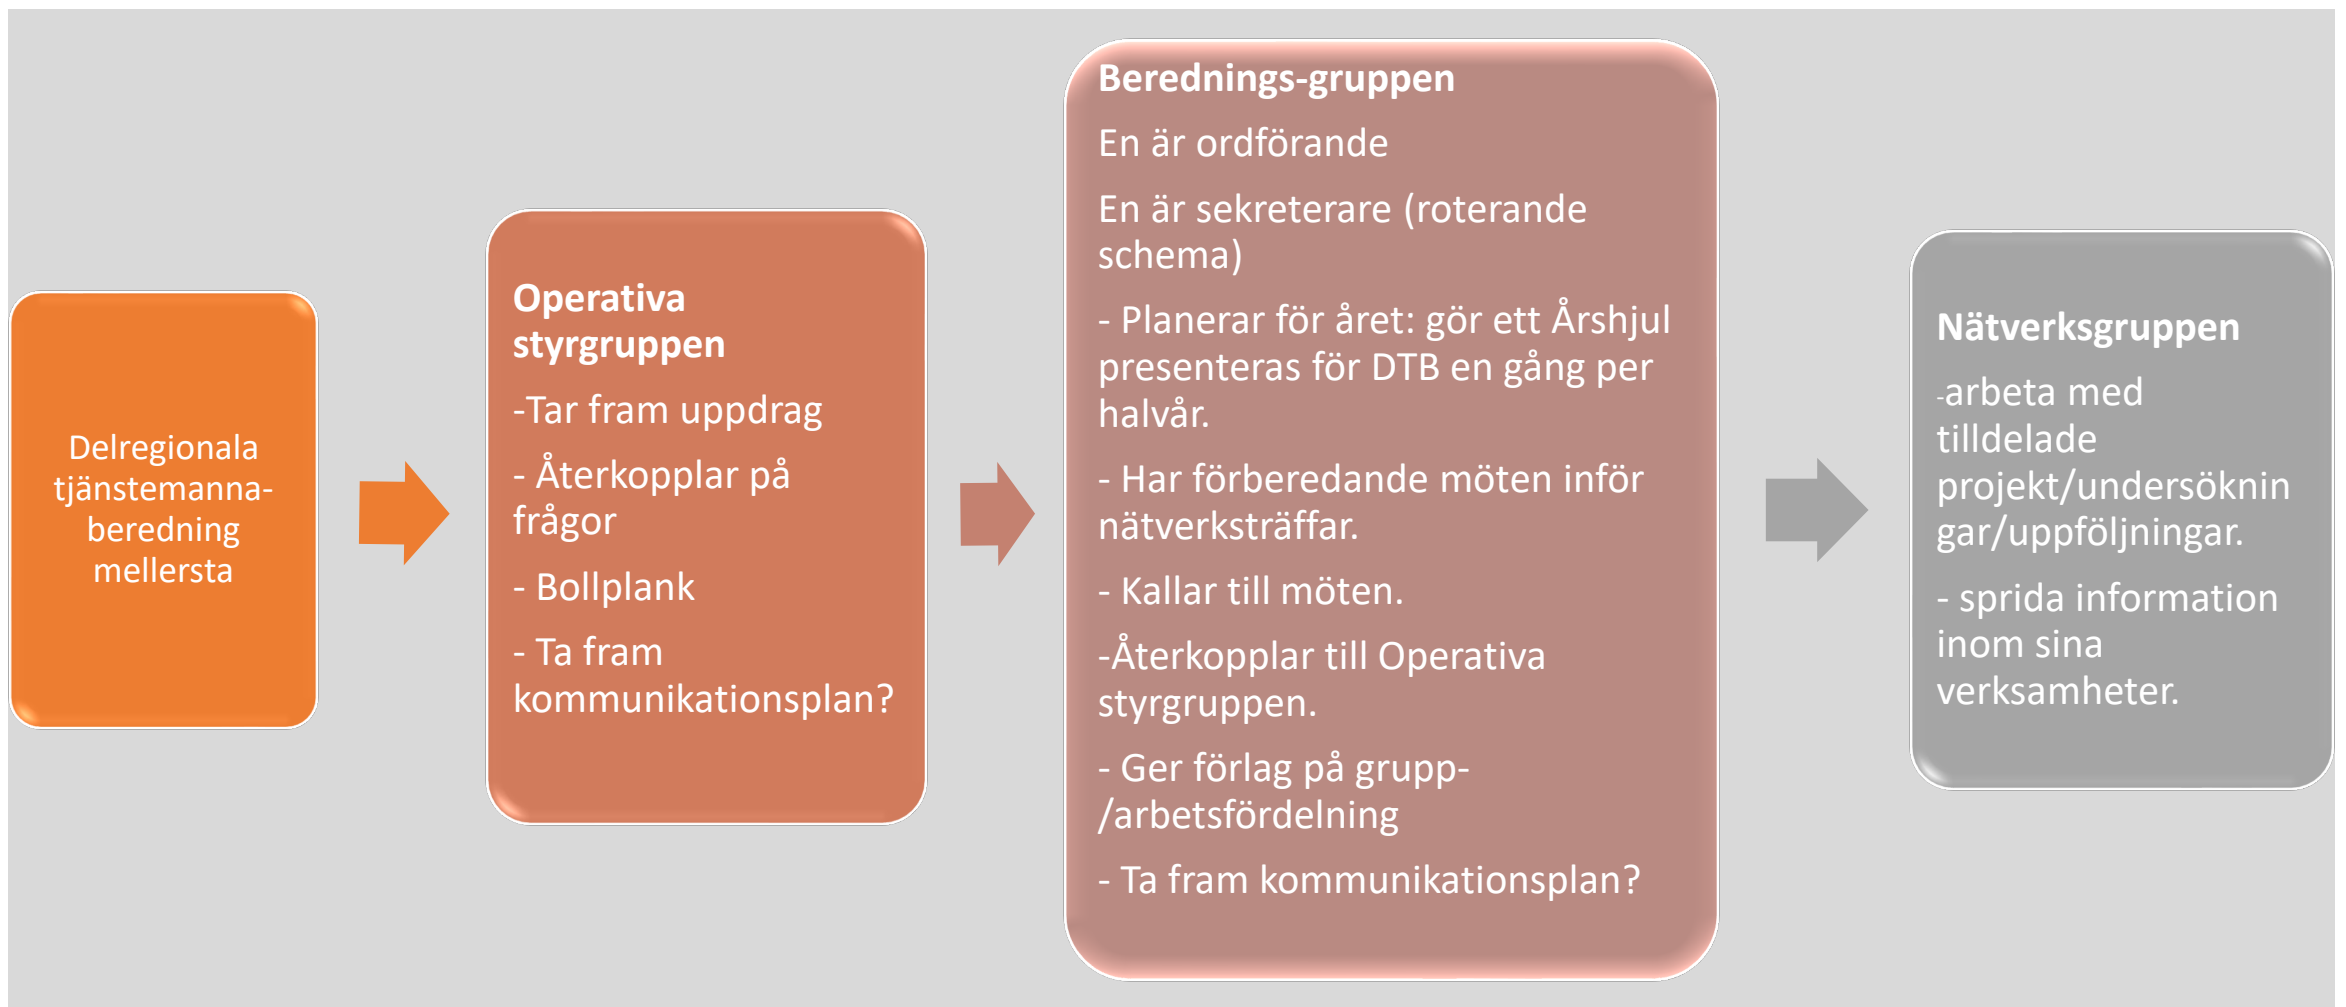 Delregionala
tjänstemanna-
beredning
mellersta
Operativa
styrgruppen
-Tar fram uppdrag
- Återkopplar på
frågor
- Bollplank
- Ta fram
kommunikationsplan?
Berednings-gruppen
En är ordförande
En är sekreterare (roterande
schema)
- Planerar för året: gör ett Årshjul
presenteras för DTB en gång per
halvår.
- Har förberedande möten inför
nätverksträffar.
- Kallar till möten.
-Återkopplar till Operativa
styrgruppen.
- Ger förlag på grupp-
/arbetsfördelning
- Ta fram kommunikationsplan?
Nätverksgruppen
-arbeta med
tilldelade
projekt/undersöknin
gar/uppföljningar.
- sprida information
inom sina
verksamheter.